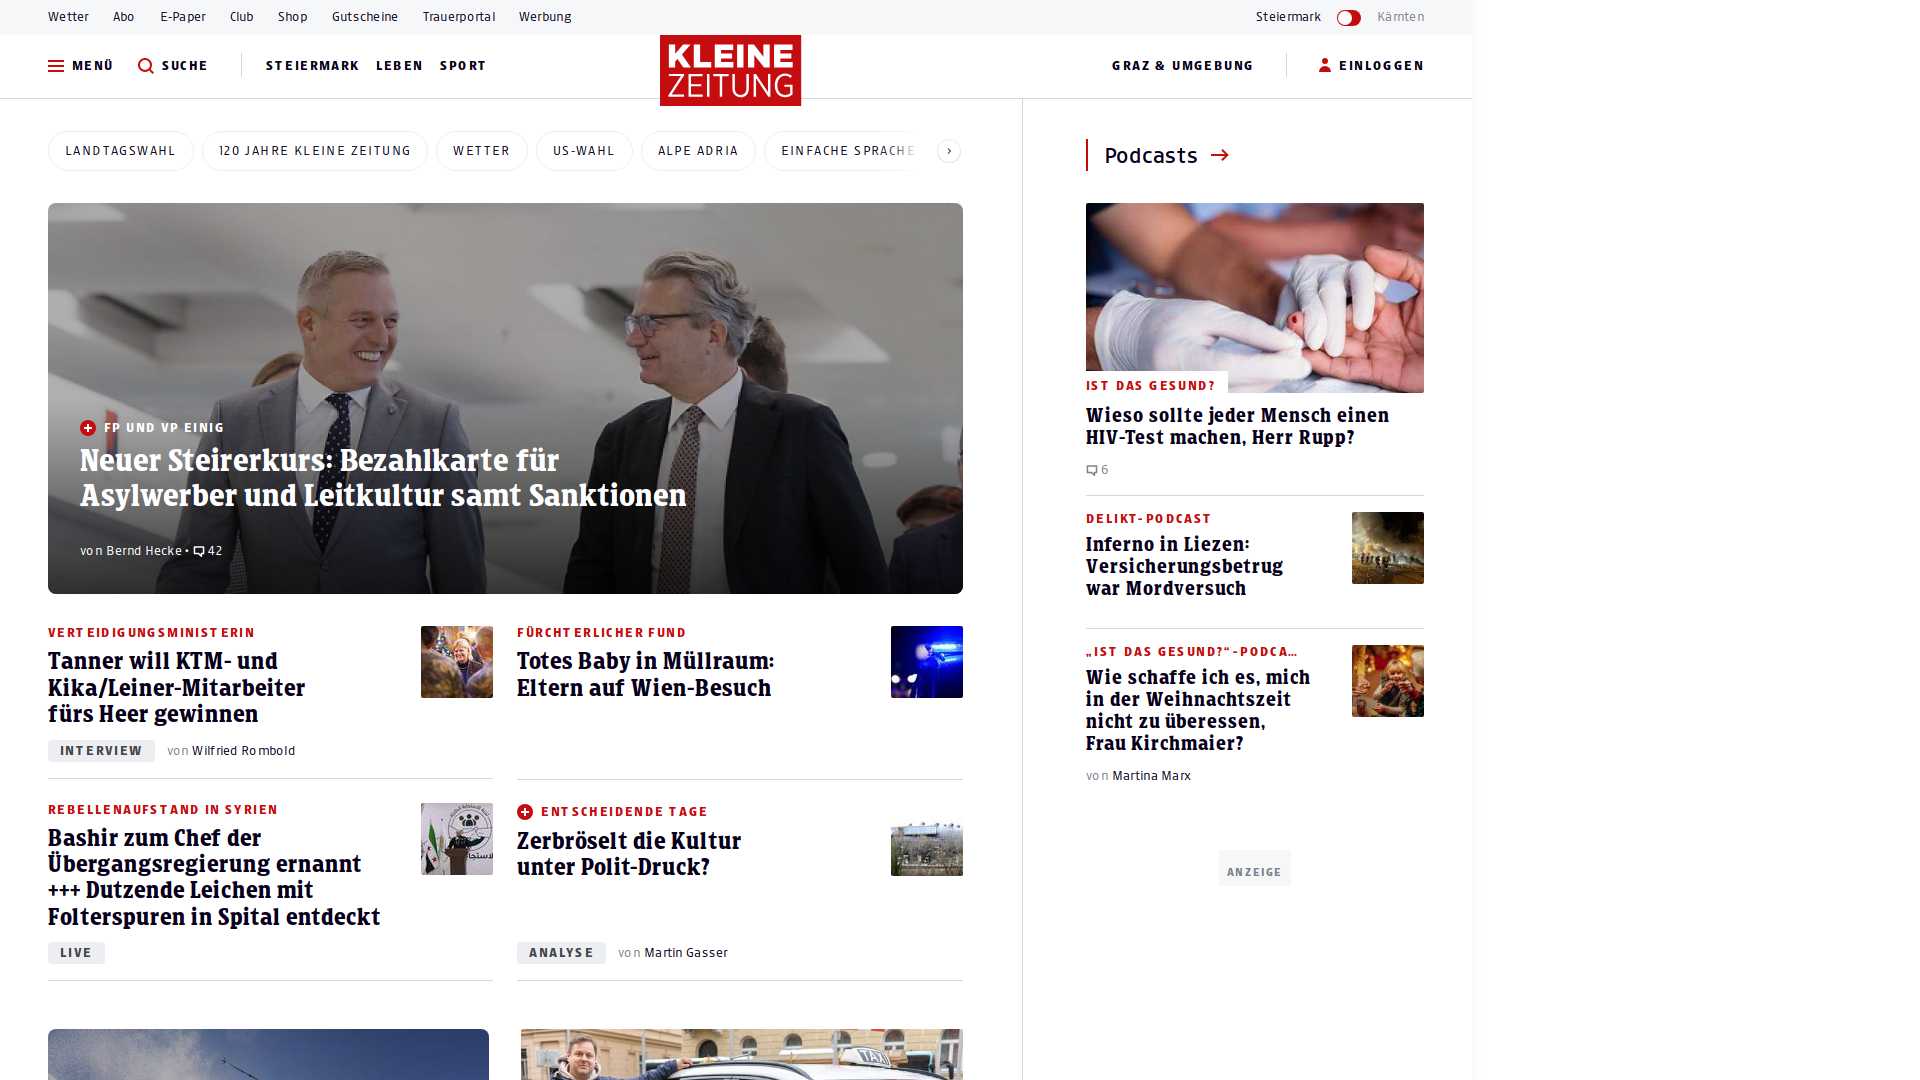 Wetter Abo E-Paper Club Shop Gutscheine Trauerportal Werbung Steiermark Kärnten
MENÜ SUCHE STEIERMARK LEBEN SPORT
KLEINE
ZEITUNG
GRAZ & UMGEBUNG EINLOGGEN
LANDTAGSWAHL 120 JAHRE KLEINE ZEITUNG WETTER US-WAHL ALPE ADRIA EINFACHE SPRACHE
FP UND VP EINIG
Neuer Steirerkurs: Bezahlkarte für
Asylwerber und Leitkultur samt Sanktionen
von Bernd Hecke • 42
VERTEIDIGUNGSMINISTERIN
Tanner will KTM- und
Kika/Leiner-Mitarbeiter
fürs Heer gewinnen
INTERVIEW von Wilfried Rombold
FÜRCHTERLICHER FUND
Totes Baby in Müllraum:
Eltern auf Wien-Besuch
REBELLENAUFSTAND IN SYRIEN
Bashir zum Chef der
Übergangsregierung ernannt
+++ Dutzende Leichen mit
Folterspuren in Spital entdeckt
LIVE
ENTSCHEIDENDE TAGE
Zerbröselt die Kultur
unter Polit-Druck?
ANALYSE von Martin Gasser
TAXI
Podcasts
IST DAS GESUND?
Wieso sollte jeder Mensch einen
HIV-Test machen, Herr Rupp?
6
DELIKT-PODCAST
Inferno in Liezen:
Versicherungsbetrug
war Mordversuch
„IST DAS GESUND?“-PODCA...
Wie schaffe ich es, mich
in der Weihnachtszeit
nicht zu überessen,
Frau Kirchmaier?
von Martina Marx
ANZEIGE